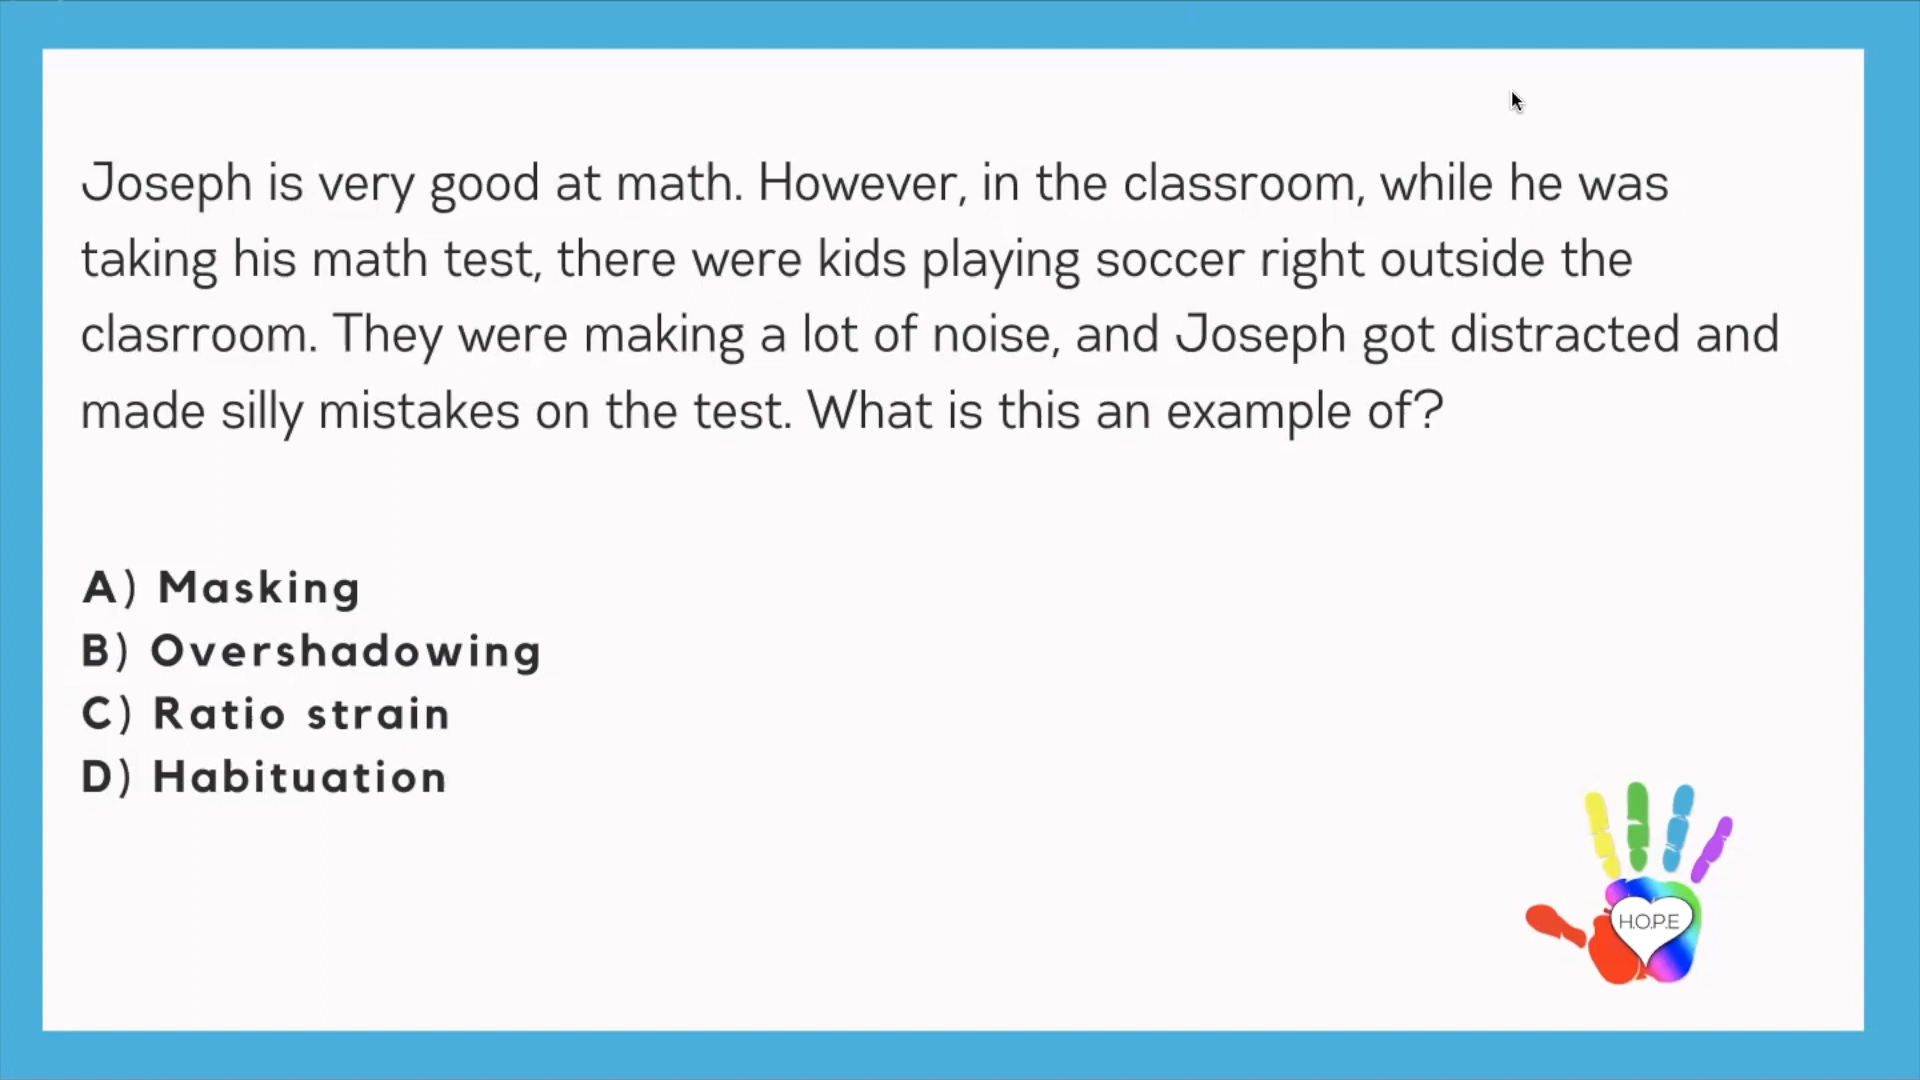 Joseph is very good at math. However, in the classroom, while he was
taking his math test, there were kids playing soccer right outside the
clasrroom. They were making a lot of noise, and Joseph got distracted and
made silly mistakes on the test. What is this an example of?
A) Masking
B) Overshadowing
C) Ratio strain
D) Habituation
H.O.P.E